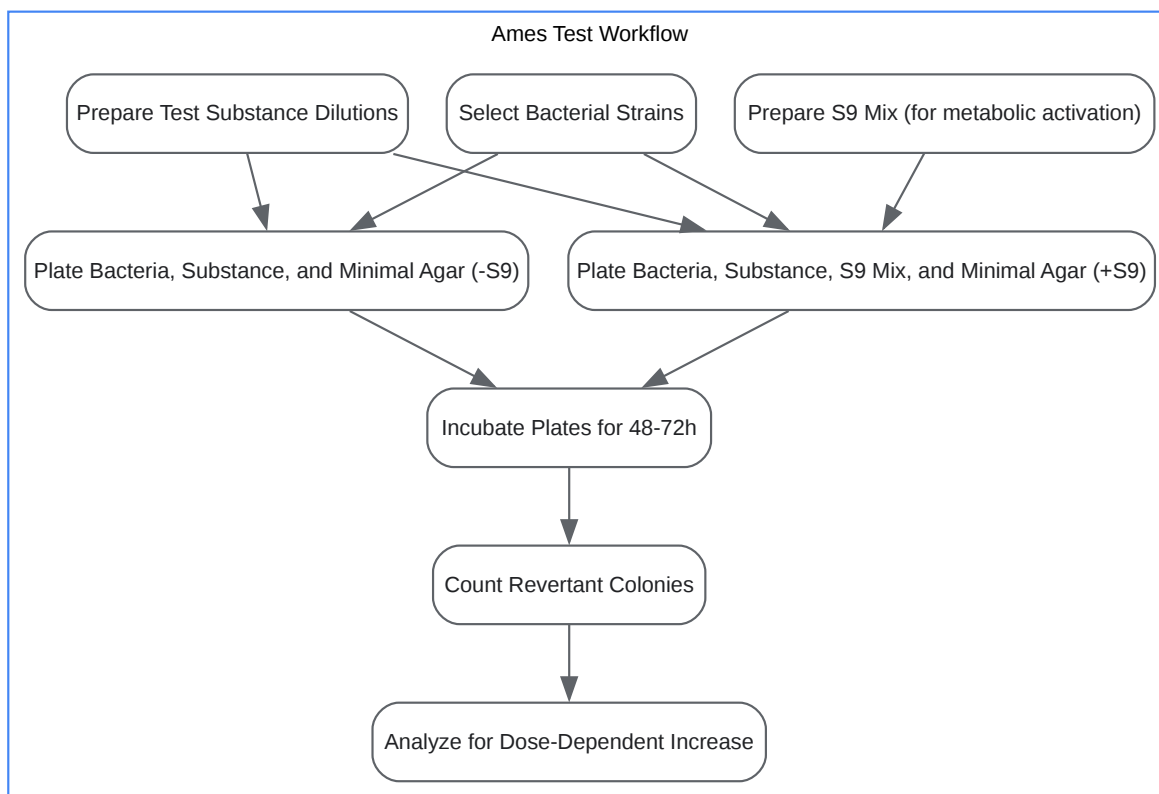 Ames Test Workflow
Prepare Test Substance Dilutions
Select Bacterial Strains
Prepare S9 Mix (for metabolic activation)
Plate Bacteria, Substance, and Minimal Agar (-S9)
Plate Bacteria, Substance, S9 Mix, and Minimal Agar (+S9)
Incubate Plates for 48-72h
Count Revertant Colonies
Analyze for Dose-Dependent Increase